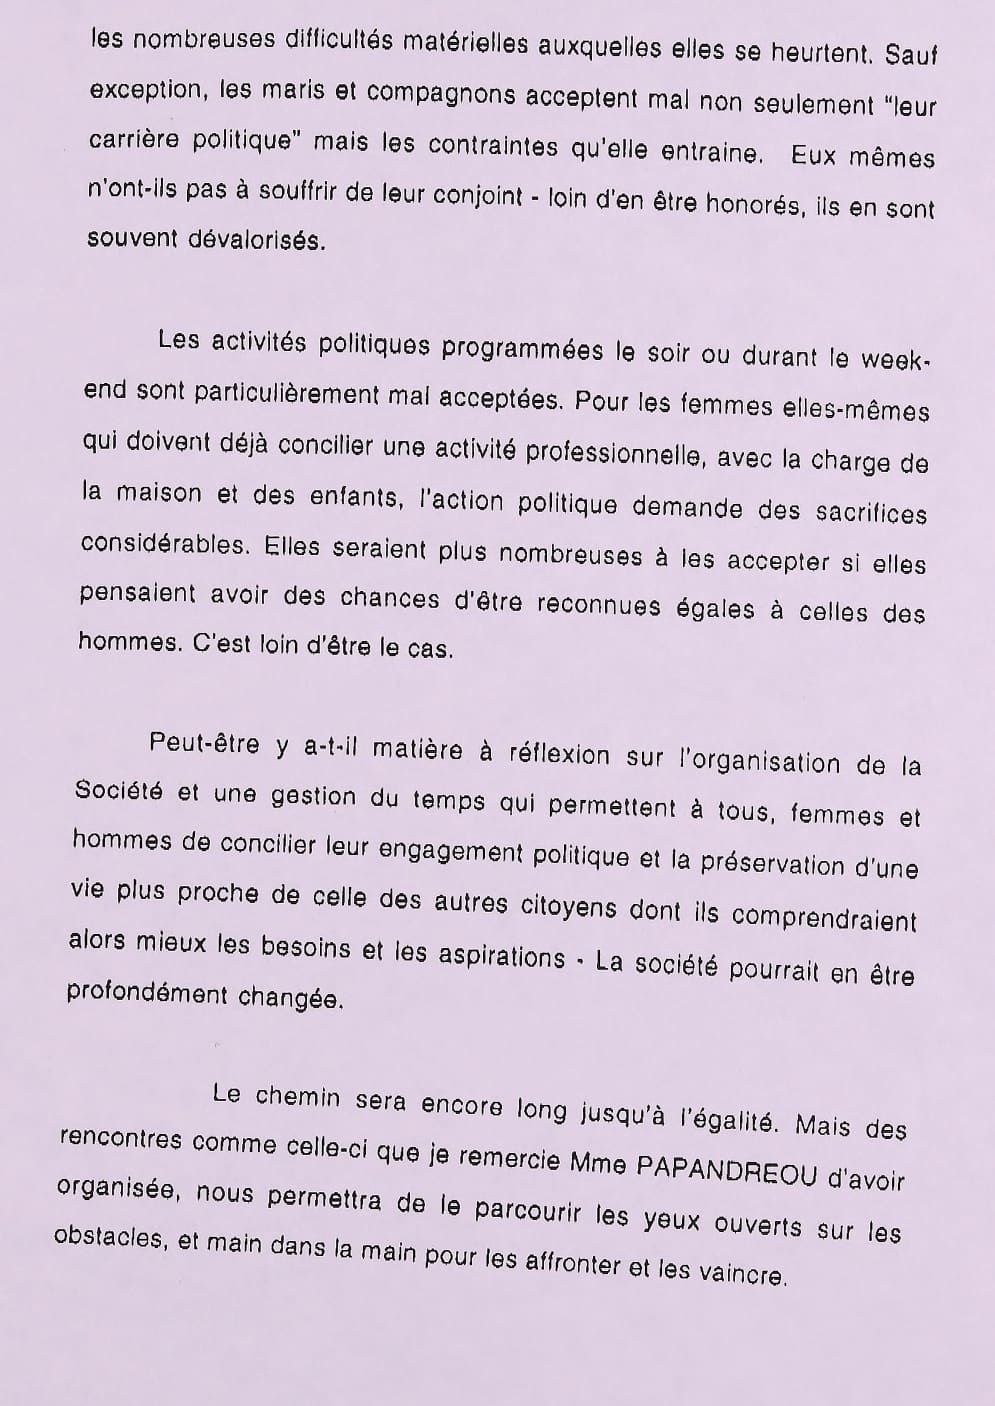 les nombreuses difficultés matérielles auxquelles elles se heurtent. Sauf
exception, les maris et compagnons acceptent mal non seulement "leur
carrière politique" mais les contraintes qu'elle entraine. Eux mêmes
n'ont-ils pas à souffrir de leur conjoint - loin d'en être honorés, ils en sont
souvent dévalorisés.
Les activités politiques programmées le soir ou durant le week-
end sont particulièrement mal acceptées. Pour les femmes elles-mêmes
qui doivent déjà concilier une activité professionnelle, avec la charge de
la maison et des enfants, l'action politique demande des sacrifices
considérables. Elles seraient plus nombreuses à les accepter si elles
pensaient avoir des chances d'être reconnues égales à celles des
hommes. C'est loin d'être le cas.
Peut-être y a-t-il matière à réflexion sur l'organisation de la
Société et une gestion du temps qui permettent à tous, femmes et
hommes de concilier leur engagement politique et la préservation d'une
vie plus proche de celle des autres citoyens dont ils comprendraient
alors mieux les besoins et les aspirations - La société pourrait en être
profondément changée.
Le chemin sera encore long jusqu'à l'égalité. Mais des
rencontres comme celle-ci que je remercie Mme PAPANDREOU d'avoir
organisée, nous permettra de le parcourir les yeux ouverts sur les
obstacles, et main dans la main pour les affronter et les vaincre.